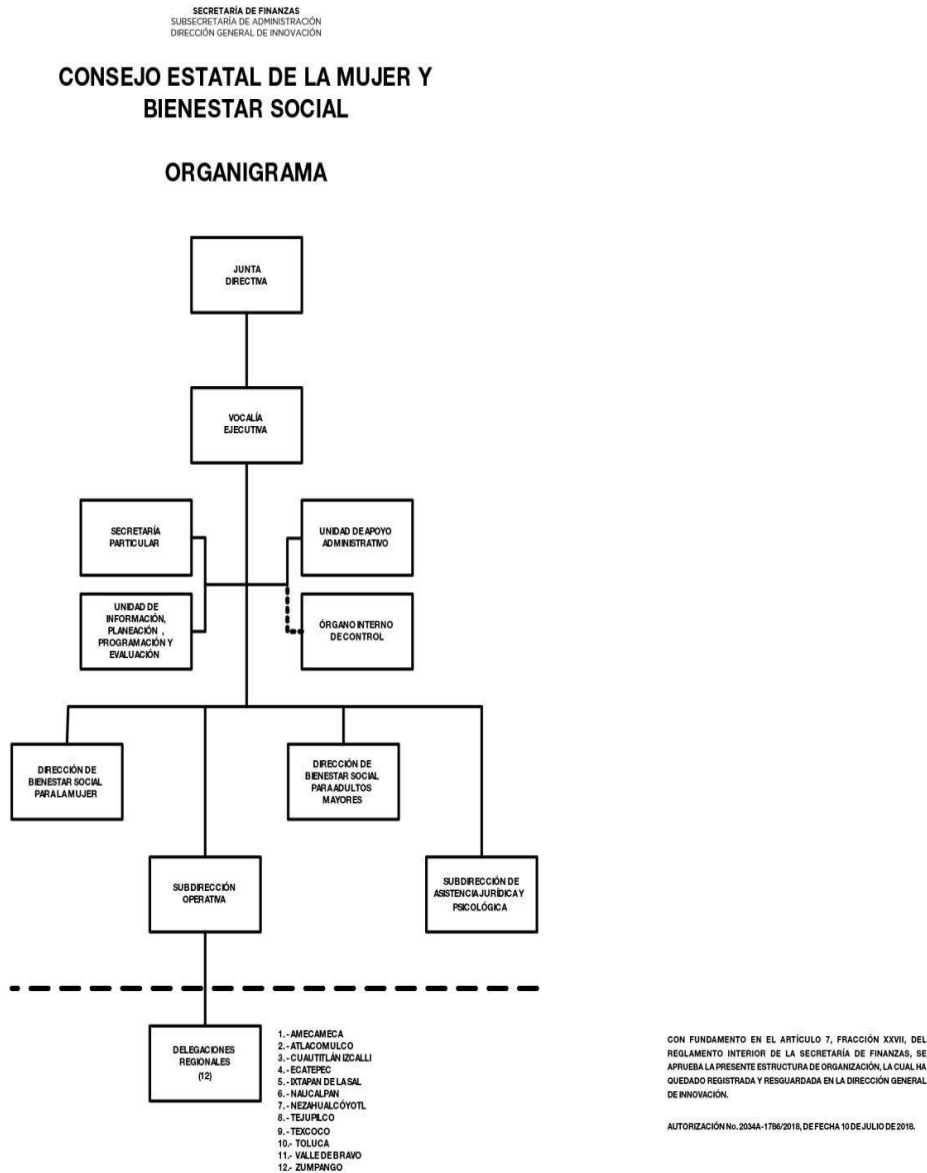 SECRETARÍA DE FINANZAS
SUBSECRETARÍA DE ADMINISTRACIÓN
DIRECCIÓN GENERAL DE INNOVACIÓN
CONSEJO ESTATAL DE LA MUJER Y
BIENESTAR SOCIAL
ORGANIGRAMA
JUNTA
DIRECTIVA
VOCALÍA
EJECUTIVA
SECRETARÍA
PARTICULAR
UNIDAD DE APOYO
ADMINISTRATIVO
UNIDAD DE
INFORMACIÓN,
PLANEACIÓN ,
PROGRAMACIÓN Y
EVALUACIÓN
ÓRGANO INTERNO
DE CONTROL
DIRECCIÓN DE
BIENESTAR SOCIAL
PARA LA MUJER
DIRECCIÓN DE
BIENESTAR SOCIAL
PARA ADULTOS
MAYORES
SUBDIRECCIÓN
OPERATIVA
SUBDIRECCIÓN DE
ASISTENCIA JURÍDICA Y
PSICOLÓGICA
DELEGACIONES
REGIONALES
(12)
1.- AMECAMECA
2.- ATLACOMULCO
3.- CUAUTITLÁN IZCALLI
4.- ECATEPEC
5.- IXTAPAN DE LA SAL
6.- NAUCALPAN
7.- NEZAHUALCÓYOTL
8.- TEJUPILCO
9.- TEXCOCO
10.- TOLUCA
11.- VALLE DE BRAVO
12.- ZUMPANGO
CON FUNDAMENTO EN EL ARTÍCULO 7, FRACCIÓN XXVII, DEL
REGLAMENTO INTERIOR DE LA SECRETARÍA DE FINANZAS, SE
APRUEBA LA PRESENTE ESTRUCTURA DE ORGANIZACIÓN, LA CUAL HA
QUEDADO REGISTRADA Y RESGUARDADA EN LA DIRECCIÓN GENERAL
DE INNOVACIÓN.
AUTORIZACIÓN No. 2034A-1786/2018, DE FECHA 10 DE JULIO DE 2018.